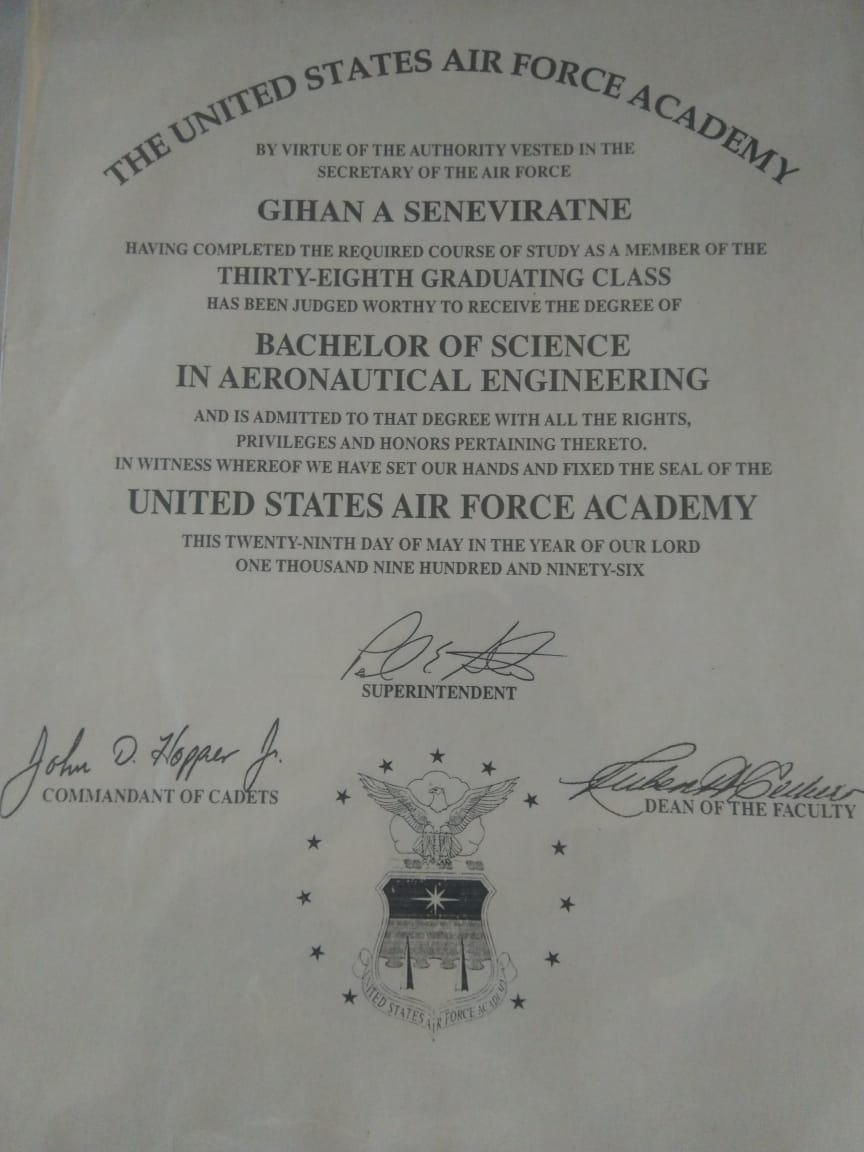 THE UNITED STATES AIR FORCE ACADEMY
BY VIRTUE OF THE AUTHORITY VESTED IN THE
SECRETARY OF THE AIR FORCE
GIHAN A SENEVIRATNE
HAVING COMPLETED THE REQUIRED COURSE OF STUDY AS A MEMBER OF THE
THIRTY-EIGHTH GRADUATING CLASS
HAS BEEN JUDGED WORTHY TO RECEIVE THE DEGREE OF
BACHELOR OF SCIENCE
IN AERONAUTICAL ENGINEERING
AND IS ADMITTED TO THAT DEGREE WITH ALL THE RIGHTS,
PRIVILEGES AND HONORS PERTAINING THERETO.
IN WITNESS WHEREOF WE HAVE SET OUR HANDS AND FIXED THE SEAL OF THE
UNITED STATES AIR FORCE ACADEMY
THIS TWENTY-NINTH DAY OF MAY IN THE YEAR OF OUR LORD
ONE THOUSAND NINE HUNDRED AND NINETY-SIX
SUPERINTENDENT
John D. Hopper Jr.
COMMANDANT OF CADETS
DEAN OF THE FACULTY
UNITED STATES AIR FORCE ACADEMY